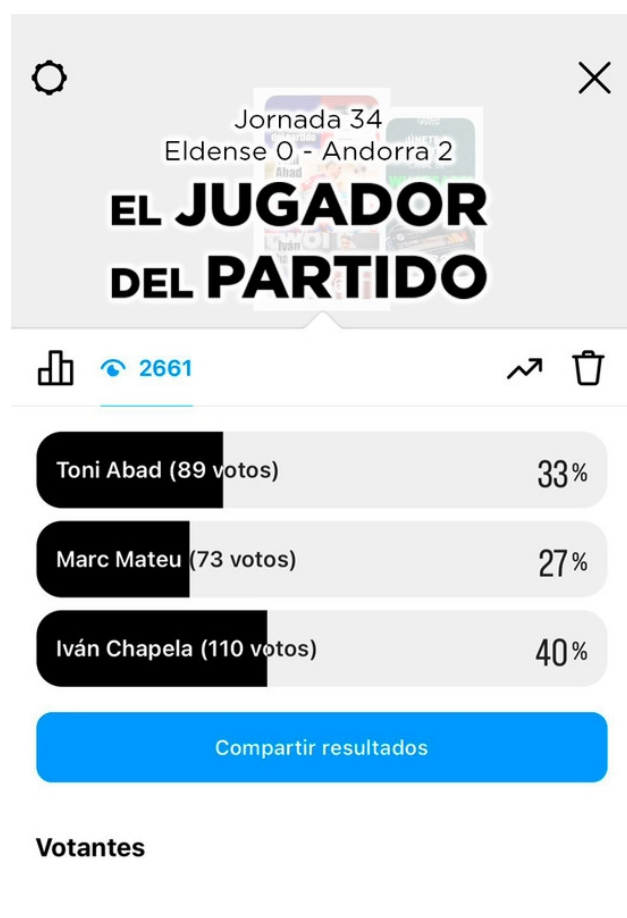 Jornada 34
Eldense 0 - Andorra 2
EL JUGADOR
DEL PARTIDO
2661
Toni Abad (89 votos) 33%
Marc Mateu (73 votos) 27%
Iván Chapela (110 votos) 40%
Compartir resultados
Votantes